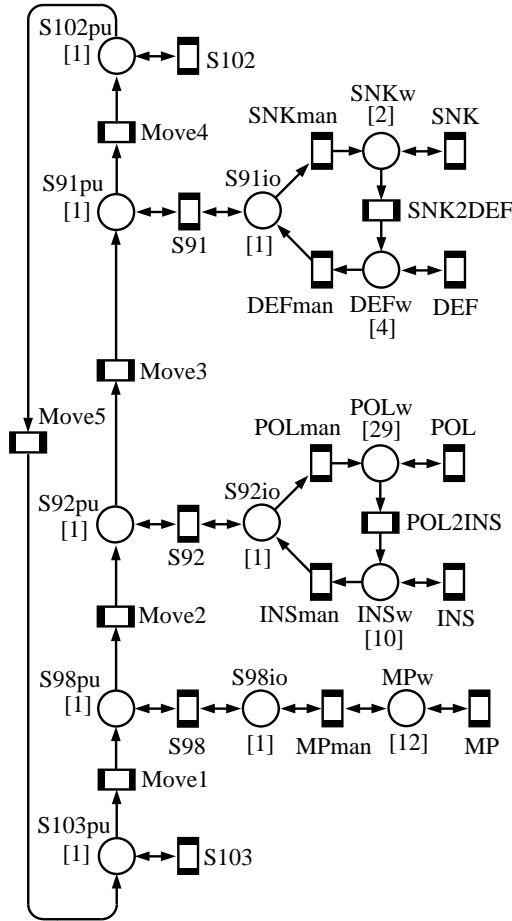 S102pu
[1]
S102
Move4
SNKman
SNKw
[2]
SNK
S91pu
[1]
S91
S91io
[1]
SNK2DEF
DEFman
DEFw
[4]
DEF
Move3
Move5
POLman
POLw
[29]
POL
S92pu
[1]
S92
S92io
[1]
POL2INS
INSman
INSw
[10]
INS
Move2
S98pu
[1]
S98
S98io
[1]
MPman
MPw
[12]
MP
Move1
S103pu
[1]
S103